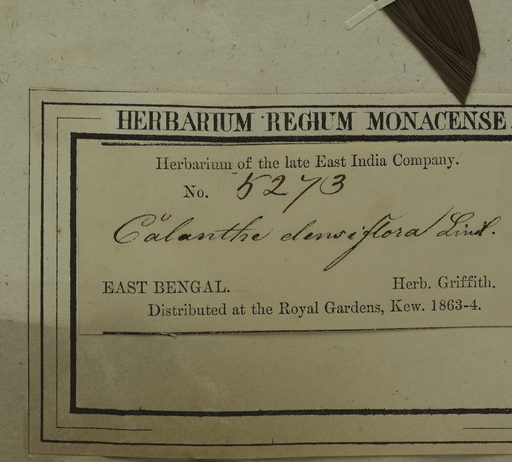 HERBARIUM REGIUM MONACENSE.
Herbarium of the late East India Company.
No. 5273
Calanthe densiflora Lindl.
EAST BENGAL. Herb. Griffith.
Distributed at the Royal Gardens, Kew. 1863-4.